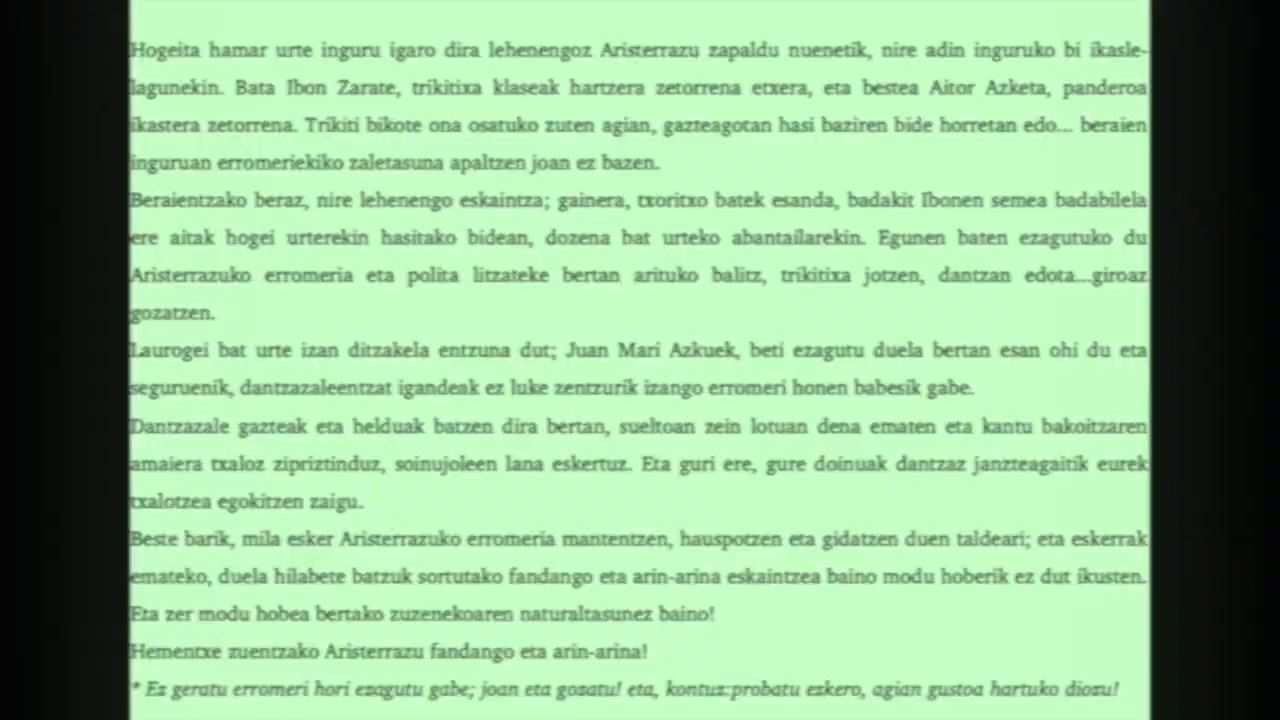 Hogeita hamar urte inguru igaro dira lehenengoz Aristerrazu zapaldu nuenetik, nire adin inguruko bi ikasle-
lagunekin. Bata Ibon Zarate, trikitixa klaseak hartzera zetorrena etxera, eta bestea Aitor Azketa, panderoa
ikastera zetorrena. Trikiti bikote ona osatuko zuten agian, gazteagotan hasi baziren bide horretan edo... beraien
inguruan erromeriekiko zaletasuna apaltzen joan ez bazen.
Beraientzako beraz, nire lehenengo eskaintza; gainera, txoritxo batek esanda, badakit Ibonen semea badabilela
ere aitak hogei urterekin hasitako bidean, dozena bat urteko abantailarekin. Egunen baten ezagutuko du
Aristerrazuko erromeria eta polita litzateke bertan arituko balitz, trikitixa jotzen, dantzan edota...giroaz
gozatzen.
Laurogei bat urte izan ditzakela entzuna dut; Juan Mari Azkuek, beti ezagutu duela bertan esan ohi du eta
seguruenik, dantzazaleentzat igandeak ez luke zentzurik izango erromeri honen babesik gabe.
Dantzazale gazteak eta helduak batzen dira bertan, sueltoan zein lotuan dena ematen eta kantu bakoitzaren
amaiera txaloz zipriztinduz, soinujoleen lana eskertuz. Eta guri ere, gure doinuak dantzaz janzteagaitik eurek
txalotzea egokitzen zaigu.
Beste barik, mila esker Aristerrazuko erromeria mantentzen, hauspotzen eta gidatzen duen taldeari; eta eskerrak
emateko, duela hilabete batzuk sortutako fandango eta arin-arina eskaintzea baino modu hoberik ez dut ikusten.
Eta zer modu hobea bertako zuzenekoaren naturaltasunez baino!
Hementxe zuentzako Aristerrazu fandango eta arin-arina!
* Ez geratu erromeri hori ezagutu gabe; joan eta gozatu! eta, kontuz:probatu ezkero, agian gustoa hartuko diozu!